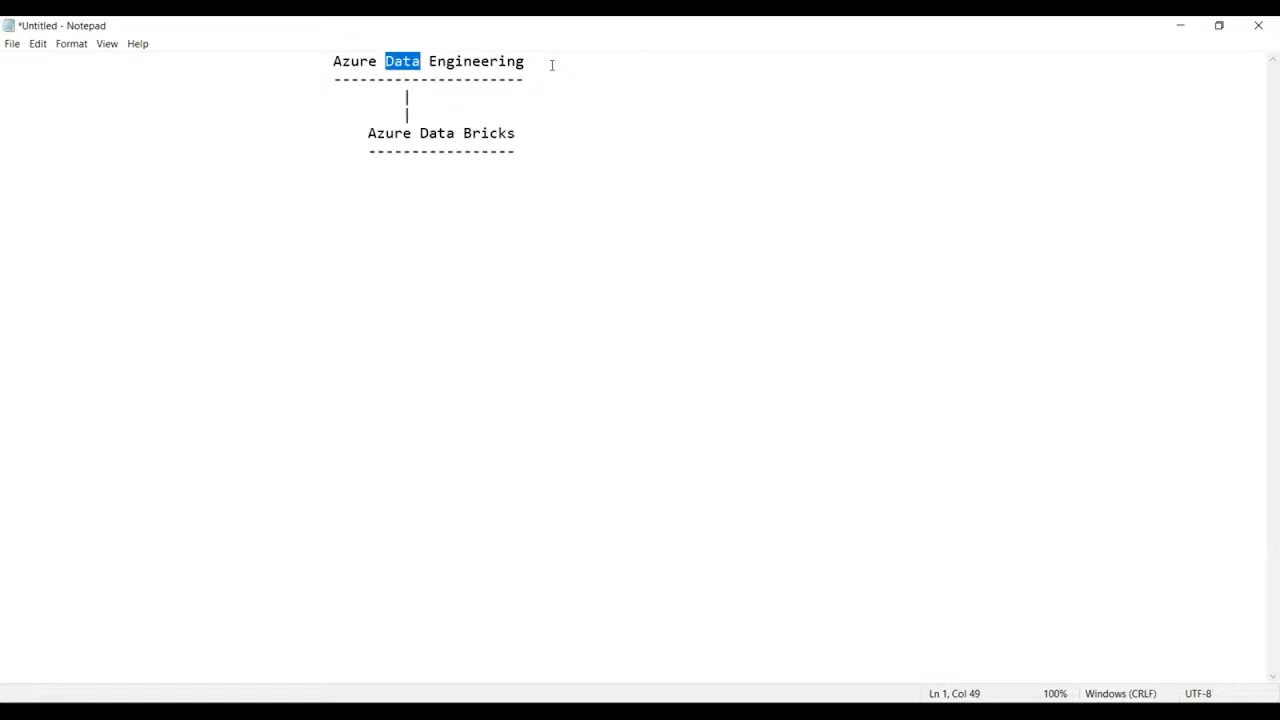 *Untitled - Notepad
File Edit Format View Help
Azure Data Engineering
----------------------
|
|
Azure Data Bricks
-----------------
Ln 1, Col 49 100% Windows (CRLF) UTF-8